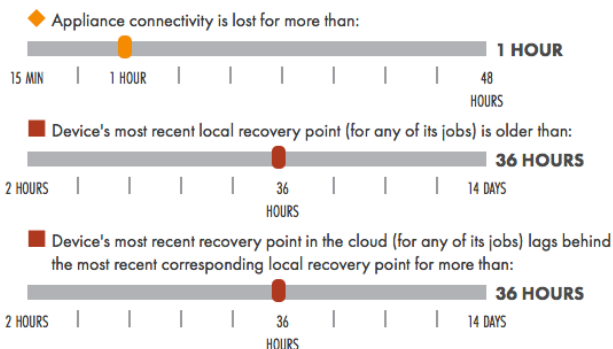 Appliance connectivity is lost for more than:
1 HOUR
15 MIN 1 HOUR 48
HOURS
Device's most recent local recovery point (for any of its jobs) is older than:
36 HOURS
2 HOURS 36 14 DAYS
HOURS
Device's most recent recovery point in the cloud (for any of its jobs) lags behind
the most recent corresponding local recovery point for more than:
36 HOURS
2 HOURS 36 14 DAYS
HOURS